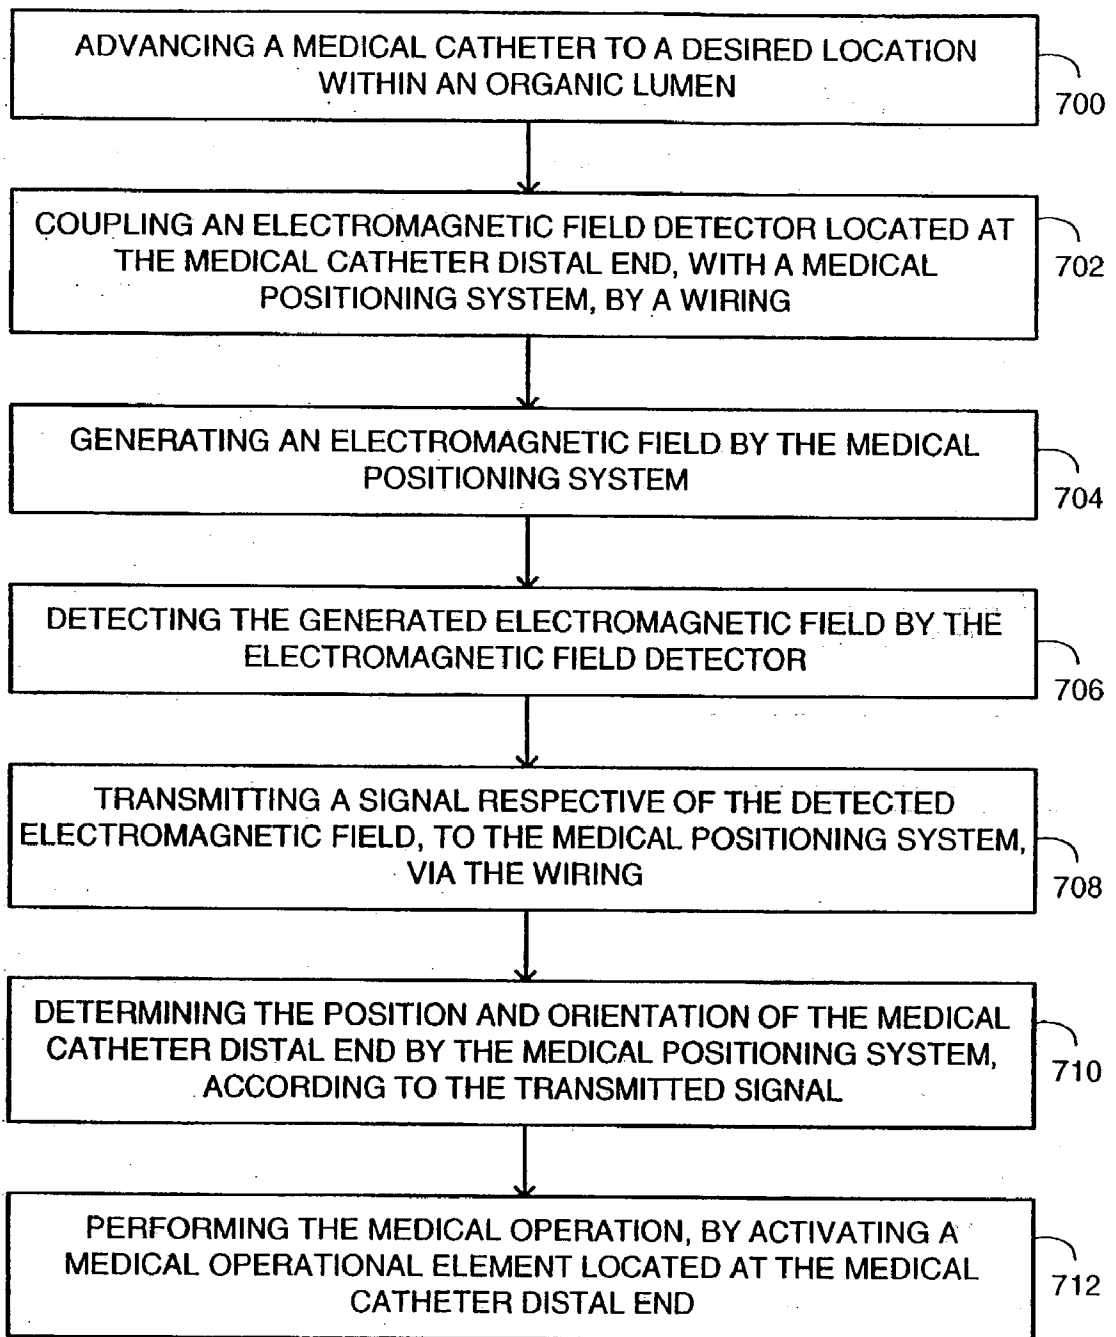 ADVANCING A MEDICAL CATHETER TO A DESIRED LOCATION
WITHIN AN ORGANIC LUMEN
700
COUPLING AN ELECTROMAGNETIC FIELD DETECTOR LOCATED AT
THE MEDICAL CATHETER DISTAL END, WITH A MEDICAL
POSITIONING SYSTEM, BY A WIRING
702
GENERATING AN ELECTROMAGNETIC FIELD BY THE MEDICAL
POSITIONING SYSTEM
704
DETECTING THE GENERATED ELECTROMAGNETIC FIELD BY THE
ELECTROMAGNETIC FIELD DETECTOR
706
TRANSMITTING A SIGNAL RESPECTIVE OF THE DETECTED
ELECTROMAGNETIC FIELD, TO THE MEDICAL POSITIONING SYSTEM,
VIA THE WIRING
708
DETERMINING THE POSITION AND ORIENTATION OF THE MEDICAL
CATHETER DISTAL END BY THE MEDICAL POSITIONING SYSTEM,
ACCORDING TO THE TRANSMITTED SIGNAL
710
PERFORMING THE MEDICAL OPERATION, BY ACTIVATING A
MEDICAL OPERATIONAL ELEMENT LOCATED AT THE MEDICAL
CATHETER DISTAL END
712